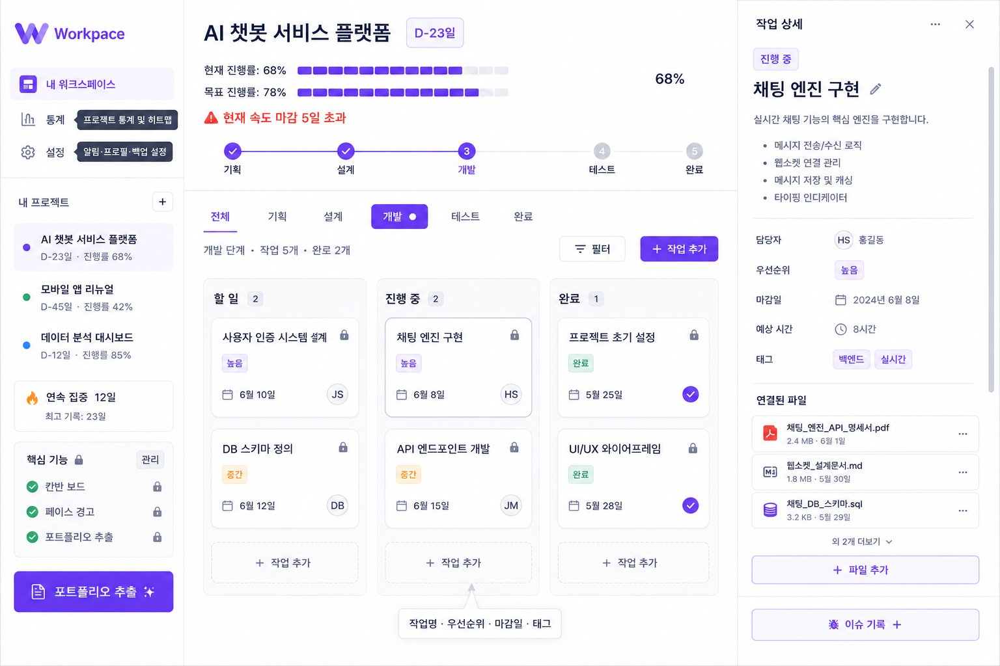 Workpace
내 워크스페이스
통계
프로젝트 통계 및 히트맵
설정
알림·프로필·백업 설정
내 프로젝트
+
AI 챗봇 서비스 플랫폼
D-23일 · 진행률 68%
모바일 앱 리뉴얼
D-45일 · 진행률 42%
데이터 분석 대시보드
D-12일 · 진행률 85%
연속 집중 12일
최고 기록: 23일
핵심 기능
관리
칸반 보드
페이스 경고
포트폴리오 추출
포트폴리오 추출
AI 챗봇 서비스 플랫폼
D-23일
현재 진행률: 68%
목표 진행률: 78%
68%
현재 속도 마감 5일 초과
기획
설계
3
개발
4
테스트
5
완료
전체
기획
설계
개발
테스트
완료
개발 단계 · 작업 5개 · 완료 2개
필터
+ 작업 추가
할 일 2
사용자 인증 시스템 설계
높음
6월 10일
JS
DB 스키마 정의
중간
6월 12일
DB
+ 작업 추가
진행 중 2
채팅 엔진 구현
높음
6월 8일
HS
API 엔드포인트 개발
중간
6월 15일
JM
+ 작업 추가
작업명 · 우선순위 · 마감일 · 태그
완료 1
프로젝트 초기 설정
완료
5월 25일
UI/UX 와이어프레임
완료
5월 28일
+ 작업 추가
작업 상세
진행 중
채팅 엔진 구현
실시간 채팅 기능의 핵심 엔진을 구현합니다.
• 메시지 전송/수신 로직
• 웹소켓 연결 관리
• 메시지 저장 및 캐싱
• 타이핑 인디케이터
담당자
HS 홍길동
우선순위
높음
마감일
2024년 6월 8일
예상 시간
8시간
태그
백엔드
실시간
연결된 파일
채팅_엔전_API_명세서.pdf
2.4 MB · 6월 1일
웹소켓_설계문서.md
1.8 MB · 5월 30일
채팅_DB_스키마.sql
3.2 KB · 5월 29일
외 2개 더보기
+ 파일 추가
이슈 기록 +